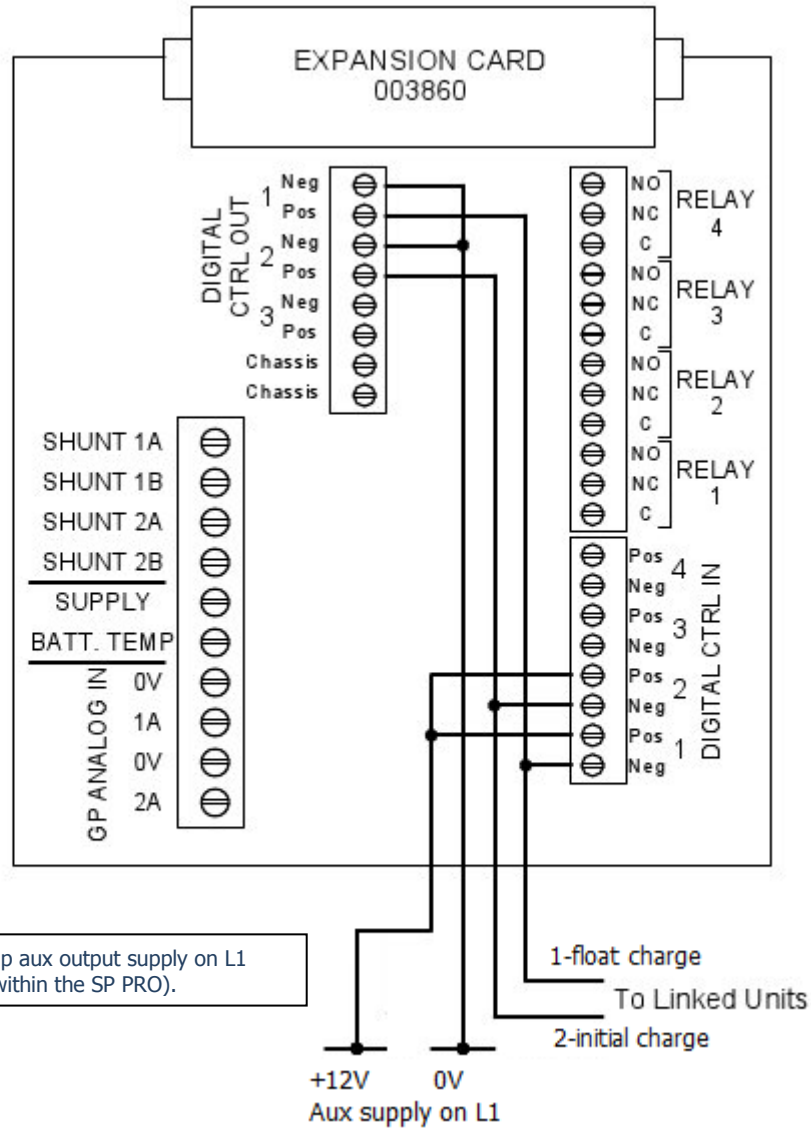 EXPANSION CARD
003860
DIGITAL
CTRL OUT
1
Neg
Pos
2
Neg
Pos
3
Neg
Pos
Chassis
Chassis
NO
NC
C
RELAY
4
NO
NC
C
RELAY
3
NO
NC
C
RELAY
2
NO
NC
C
RELAY
1
SHUNT 1A
SHUNT 1B
SHUNT 2A
SHUNT 2B
SUPPLY
BATT. TEMP
GP ANALOG IN
0V
1A
0V
2A
Pos
Neg
4
Pos
Neg
3
Pos
Neg
2
Pos
Neg
1
DIGITAL CTRL IN
p aux output supply on L1
within the SP PRO).
1-float charge
To Linked Units
2-initial charge
+12V
0V
Aux supply on L1